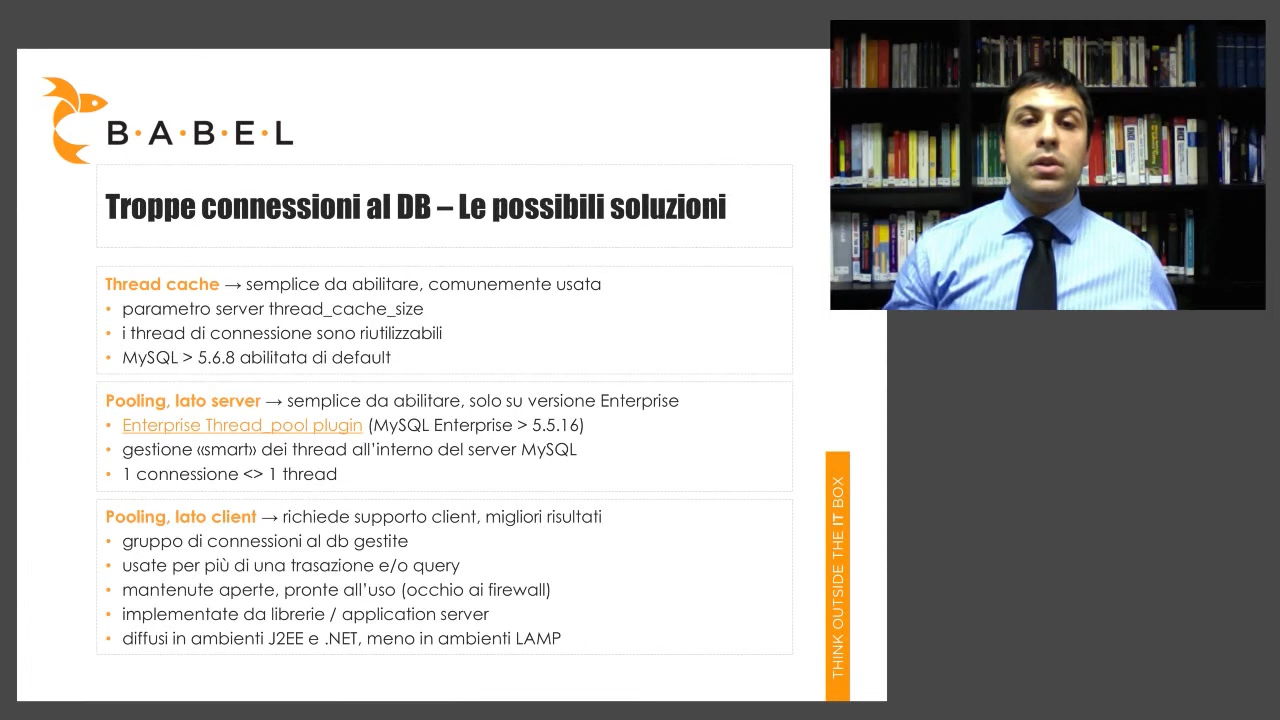 B·A·B·E·L
Troppe connessioni al DB – Le possibili soluzioni
Thread cache → semplice da abilitare, comunemente usata
• parametro server thread_cache_size
• i thread di connessione sono riutilizzabili
• MySQL > 5.6.8 abilitata di default
Pooling, lato server → semplice da abilitare, solo su versione Enterprise
• Enterprise Thread_pool plugin (MySQL Enterprise > 5.5.16)
• gestione «smart» dei thread all’interno del server MySQL
• 1 connessione <> 1 thread
Pooling, lato client → richiede supporto client, migliori risultati
• gruppo di connessioni al db gestite
• usate per più di una trasazione e/o query
• mantenute aperte, pronte all’uso (occhio ai firewall)
• implementate da librerie / application server
• diffusi in ambienti J2EE e .NET, meno in ambienti LAMP
THINK OUTSIDE THE IT BOX